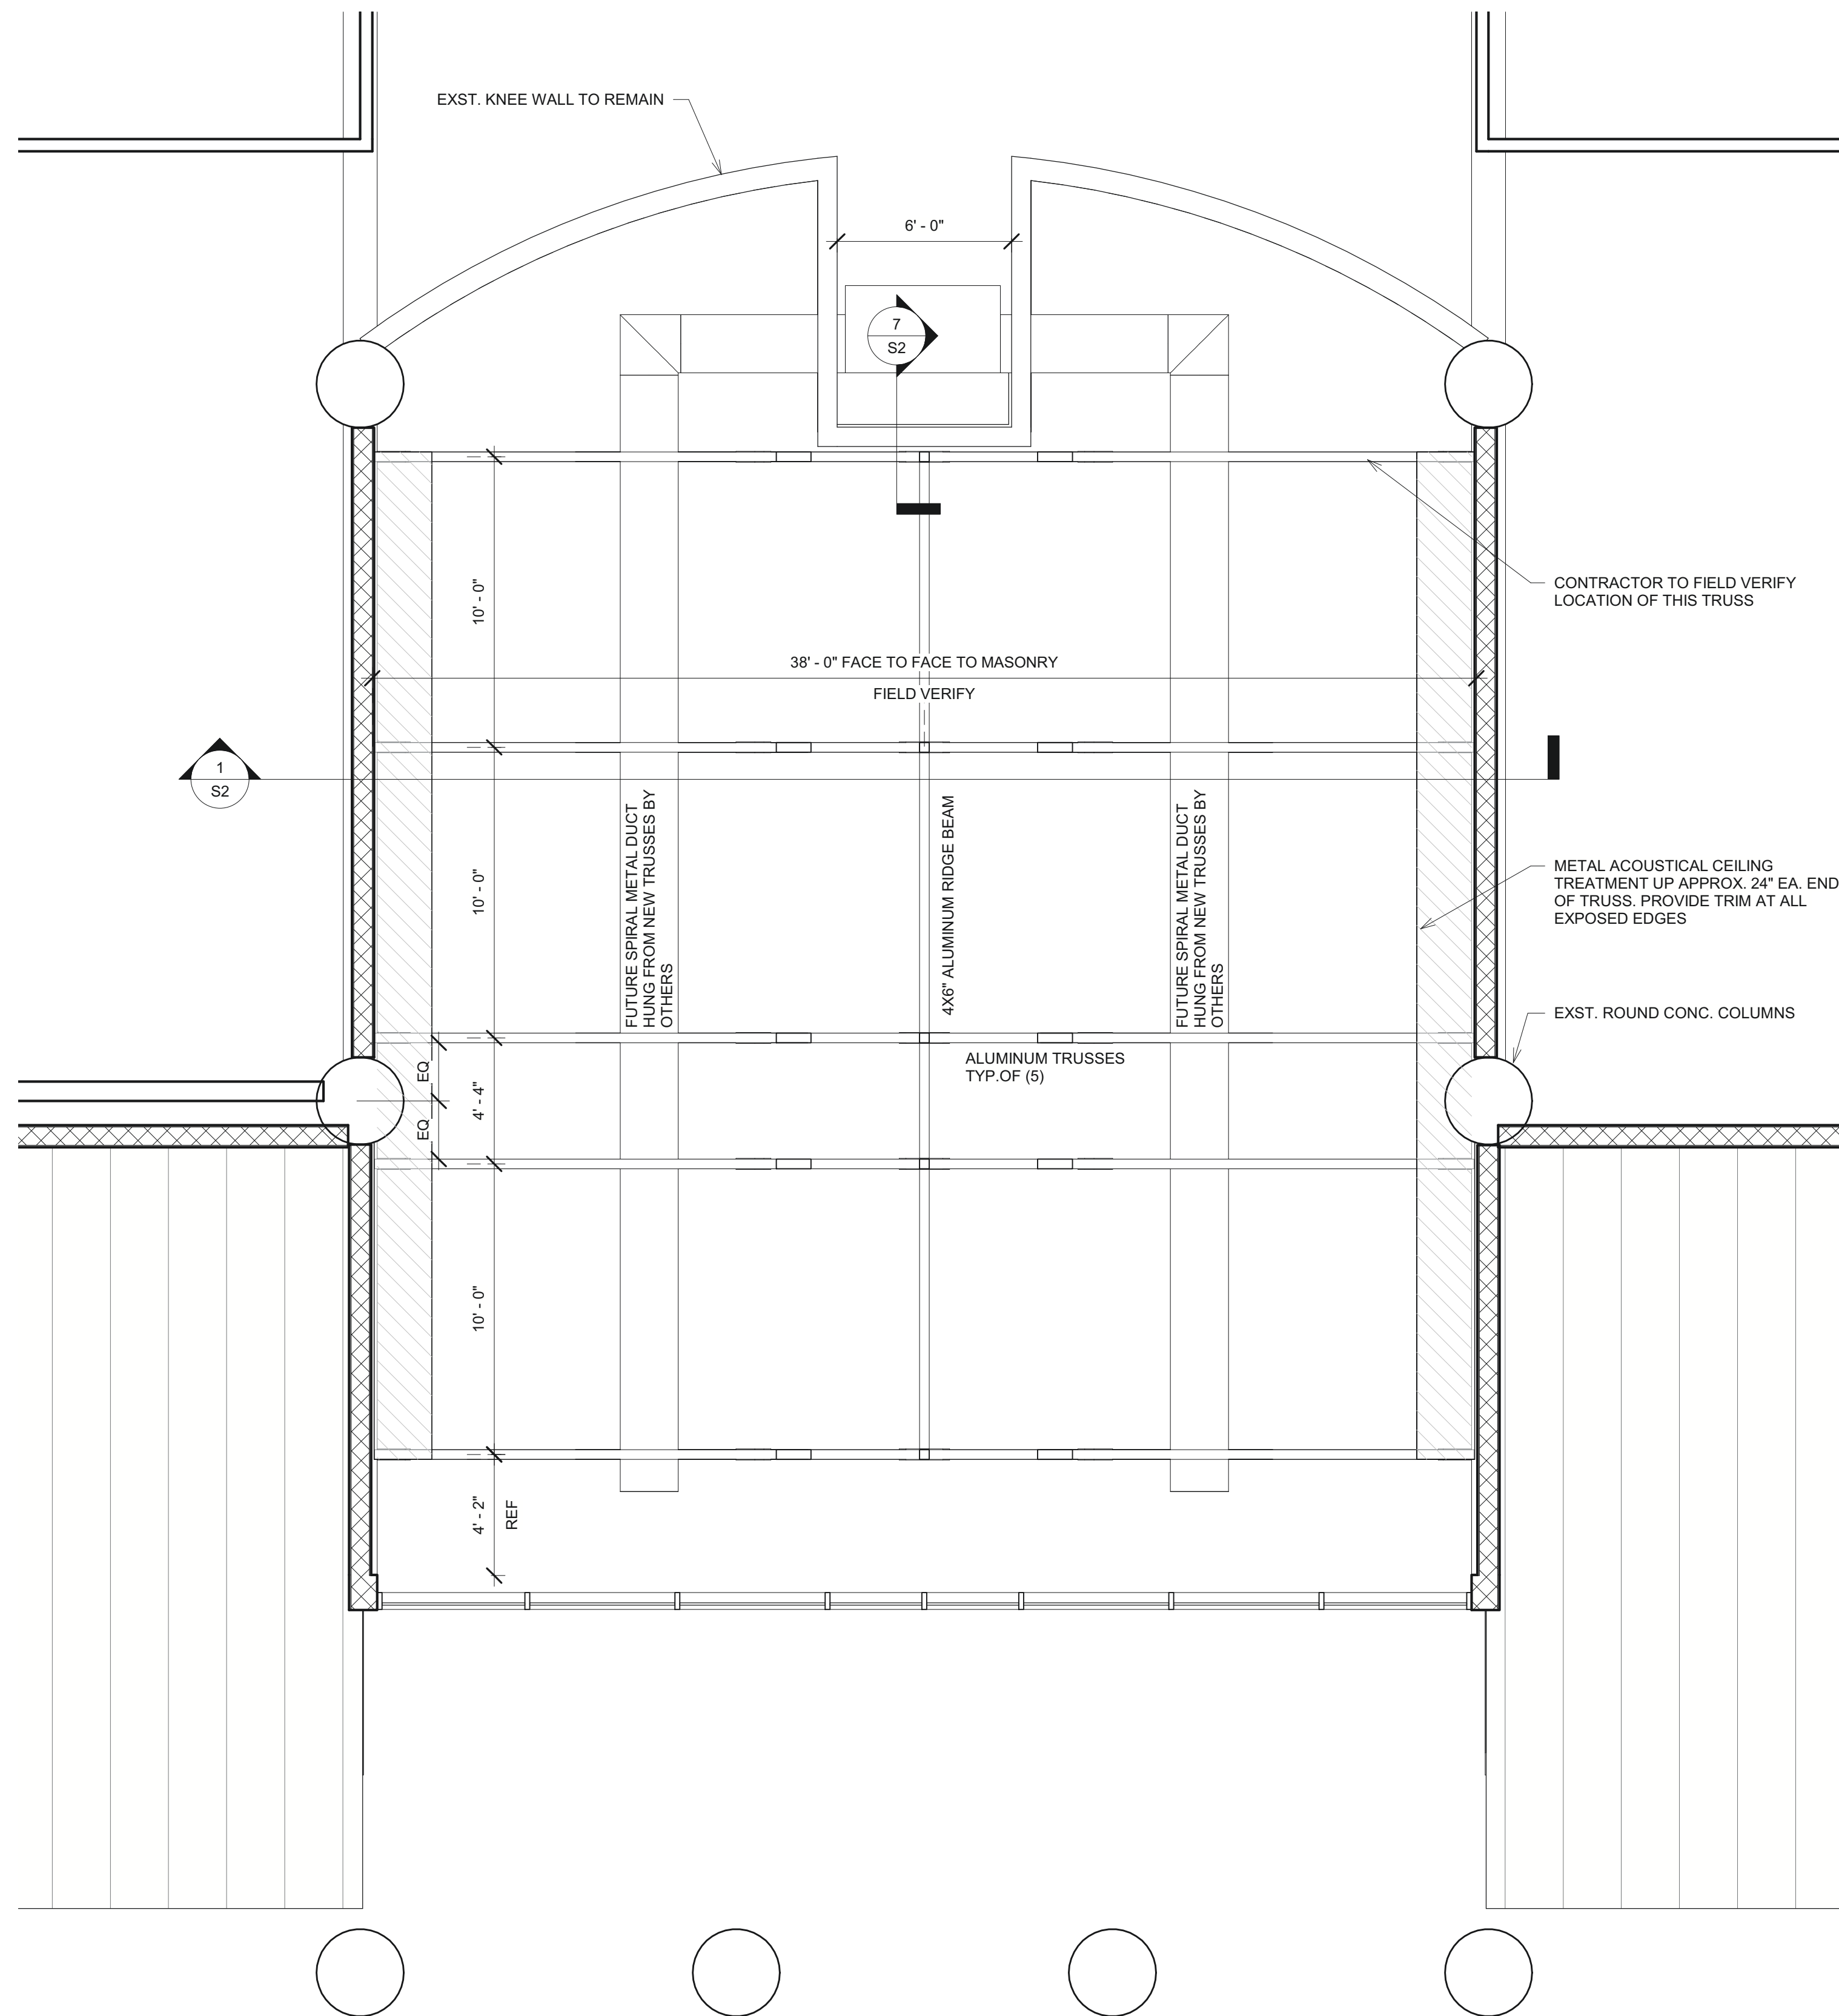 EXST. KNEE WALL TO REMAIN
6' - 0"
7
S2
10' - 0"
CONTRACTOR TO FIELD VERIFY
LOCATION OF THIS TRUSS
38' - 0" FACE TO FACE TO MASONRY
FIELD VERIFY
1
S2
10' - 0"
FUTURE SPIRAL METAL DUCT
HUNG FROM NEW TRUSSES BY
OTHERS
4X6" ALUMINUM RIDGE BEAM
FUTURE SPIRAL METAL DUCT
HUNG FROM NEW TRUSSES BY
OTHERS
METAL ACOUSTICAL CEILING
TREATMENT UP APPROX. 24" EA. END
OF TRUSS. PROVIDE TRIM AT ALL
EXPOSED EDGES
EXST. ROUND CONC. COLUMNS
ALUMINUM TRUSSES
TYP.OF (5)
EQ
4' - 4"
EQ
10' - 0"
4' - 2"
REF